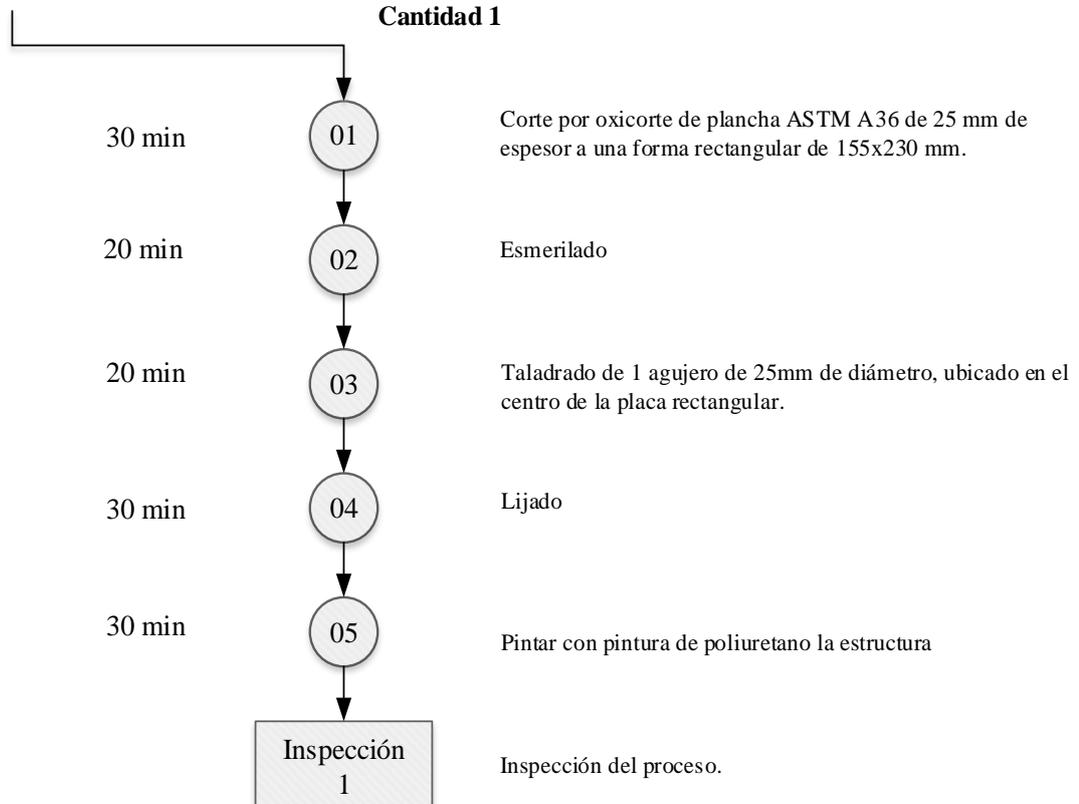 Cantidad 1
30 min
01
Corte por oxicorte de plancha ASTM A36 de 25 mm de
espesor a una forma rectangular de 155x230 mm.
20 min
02
Esmerilado
20 min
03
Taladrado de 1 agujero de 25mm de diámetro, ubicado en el
centro de la placa rectangular.
30 min
04
Lijado
30 min
05
Pintar con pintura de poliuretano la estructura
Inspección
1
Inspección del proceso.